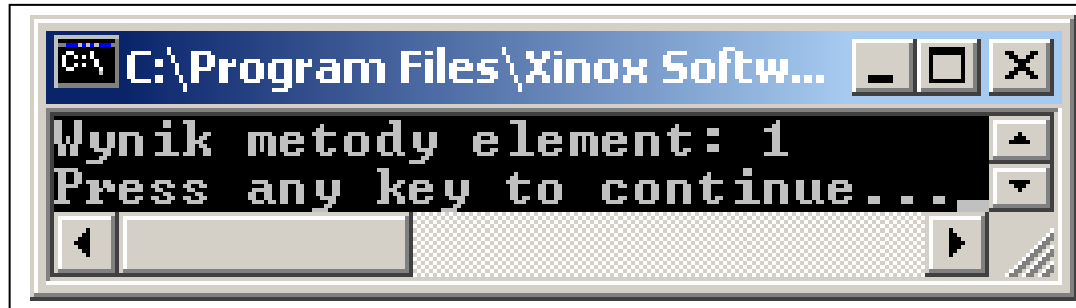 C:\Program Files\Xinox Softw...
Wynik metody element: 1
Press any key to continue...